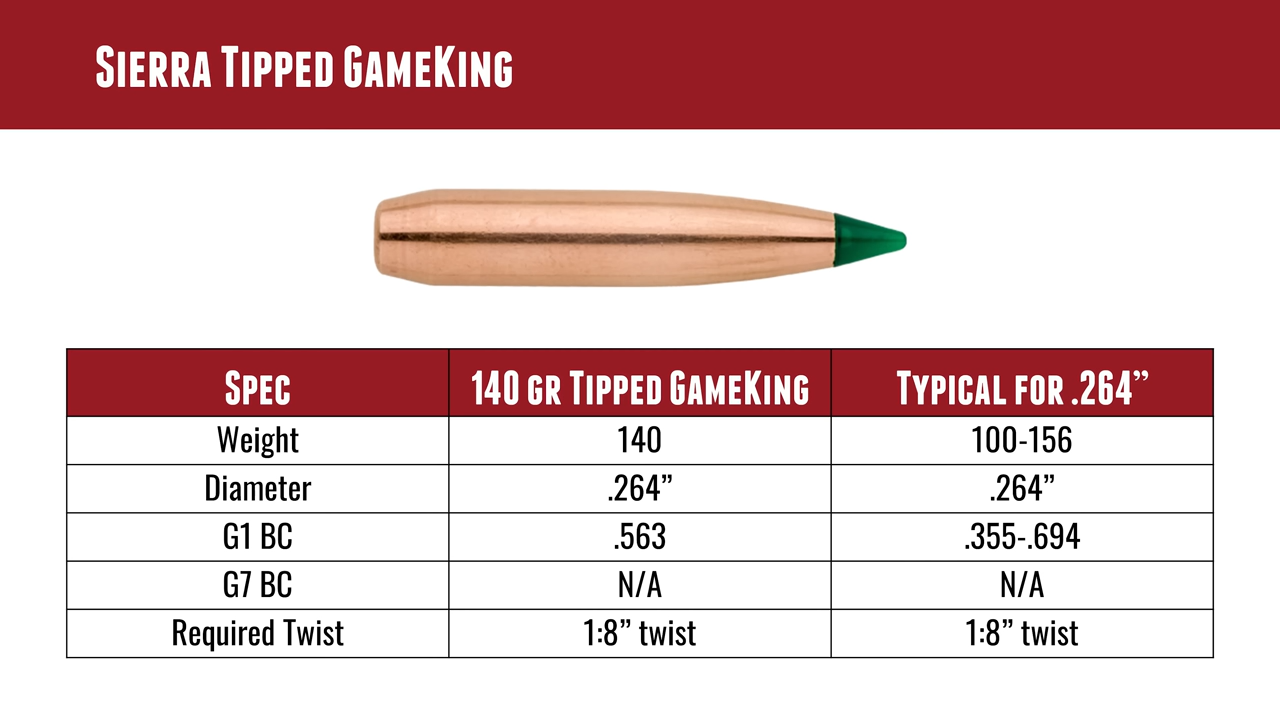 Sierra Tipped GameKing
Spec 140 gr Tipped GameKing Typical for .264”
Weight 140 100-156
Diameter .264” .264”
G1 BC .563 .355-.694
G7 BC N/A N/A
Required Twist 1:8” twist 1:8” twist